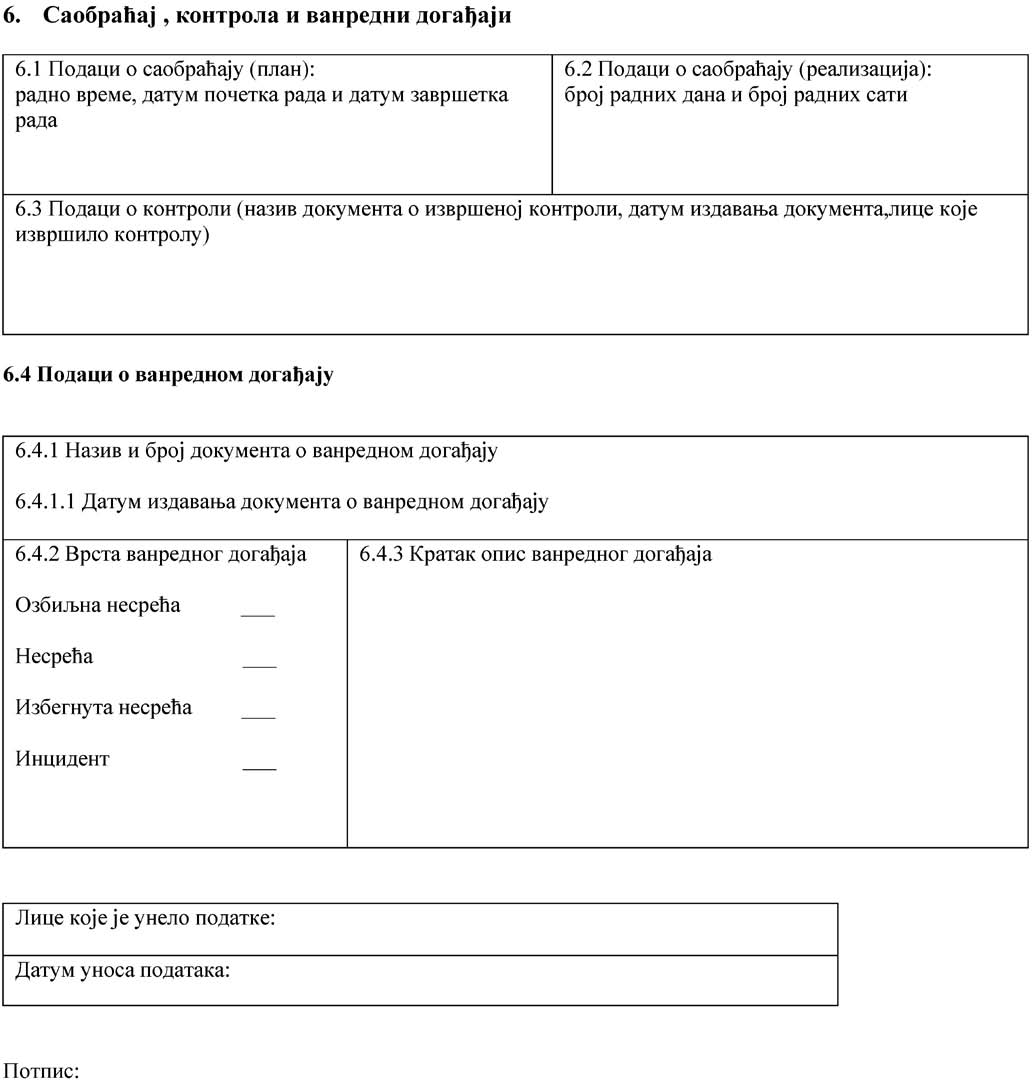 6. Саобраћај , контрола и ванредни догађаји
6.1 Подаци о саобраћају (план):
радно време, датум почетка рада и датум завршетка
рада
6.2 Подаци о саобраћају (реализација):
број радних дана и број радних сати
6.3 Подаци о контроли (назив документа о извршеној контроли, датум издавања документа,лице које
извршило контролу)
6.4 Подаци о ванредном догађају
6.4.1 Назив и број документа о ванредном догађају
6.4.1.1 Датум издавања документа о ванредном догађају
6.4.2 Врста ванредног догађаја
Озбиљна несрећа ___
Несрећа ___
Избегнута несрећа ___
Инцидент ___
6.4.3 Кратак опис ванредног догађаја
Лице које је унело податке:
Датум уноса података:
Потпис: